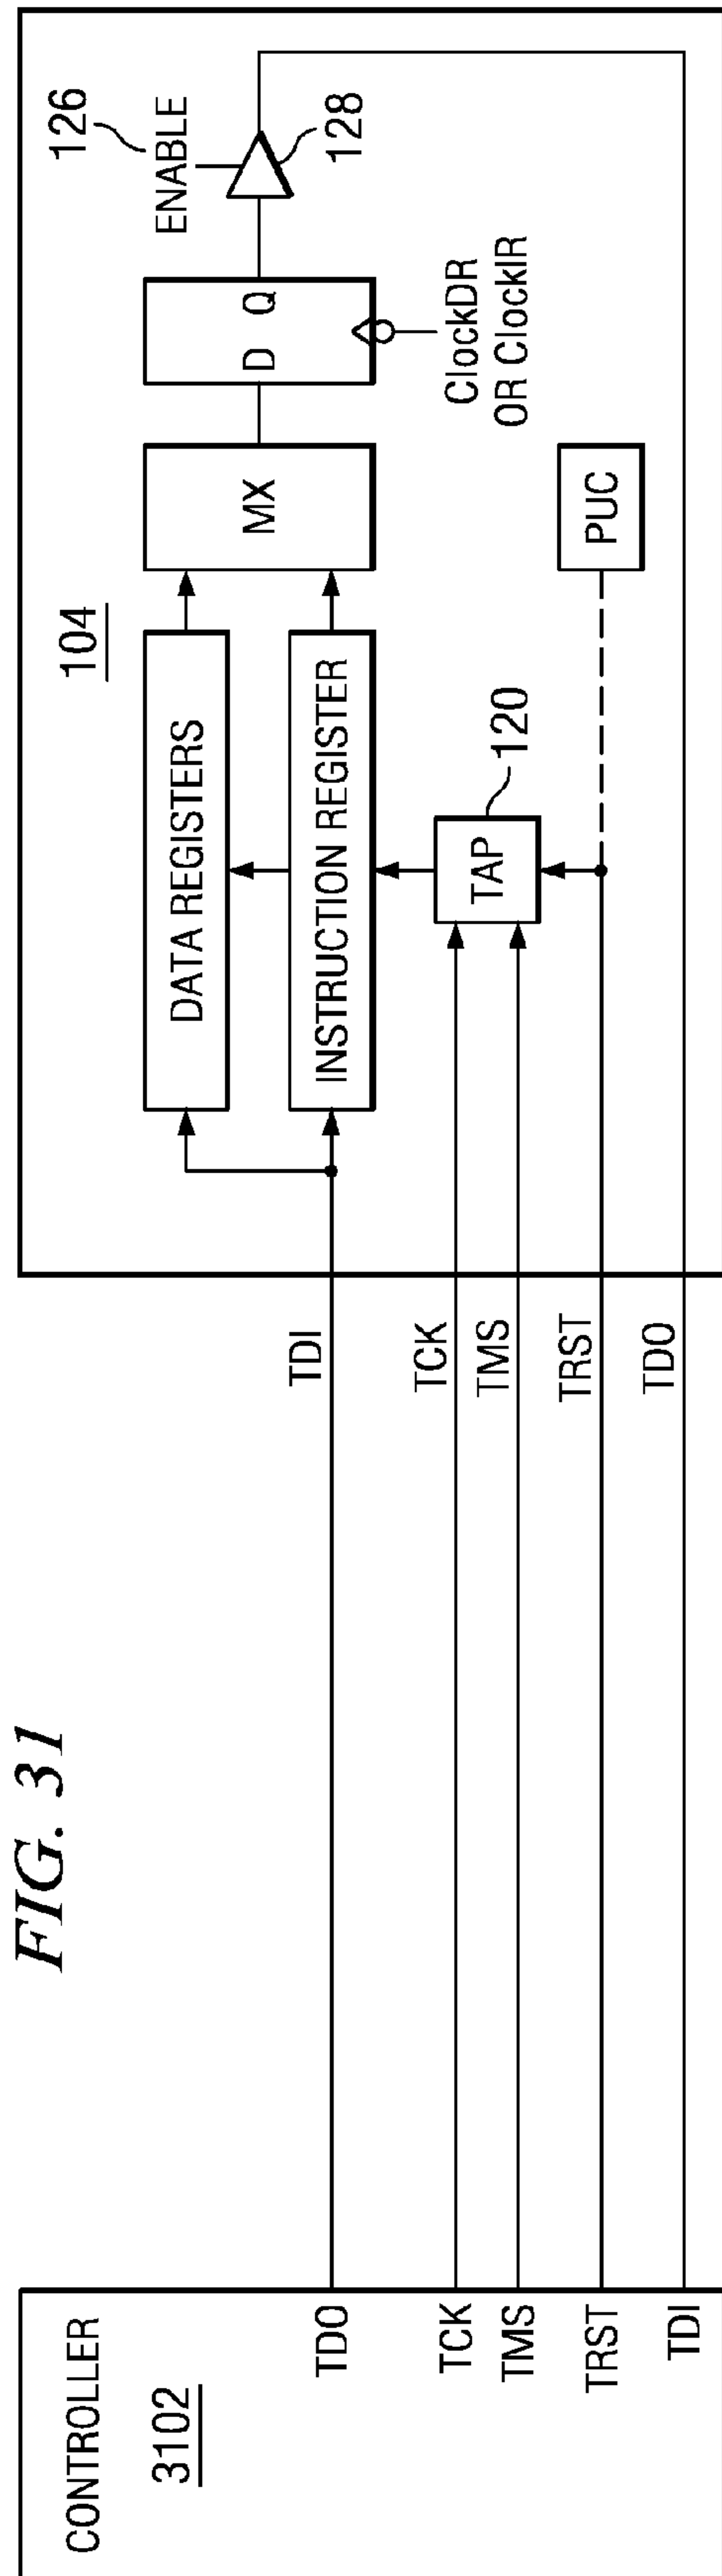 FIG. 31
CONTROLLER
3102
TDO
TCK
TMS
TRST
TDI
TDI
TCK
TMS
TRST
TDO
104
DATA REGISTERS
INSTRUCTION REGISTER
TAP
120
MX
PUC
D Q
ClockDR
OR ClockIR
126
ENABLE
128